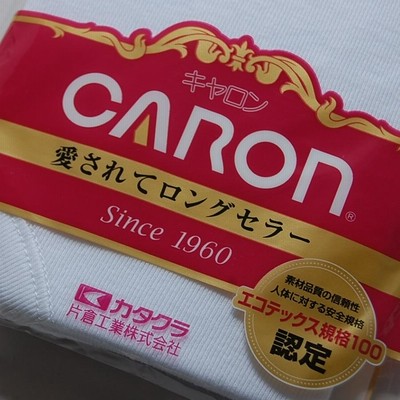 キャロン
CARON®
愛されてロングセラー
Since 1960
カタクラ
片倉工業株式会社
素材品質の信頼性
人体に対する安全規格
エコテックス規格100
認定